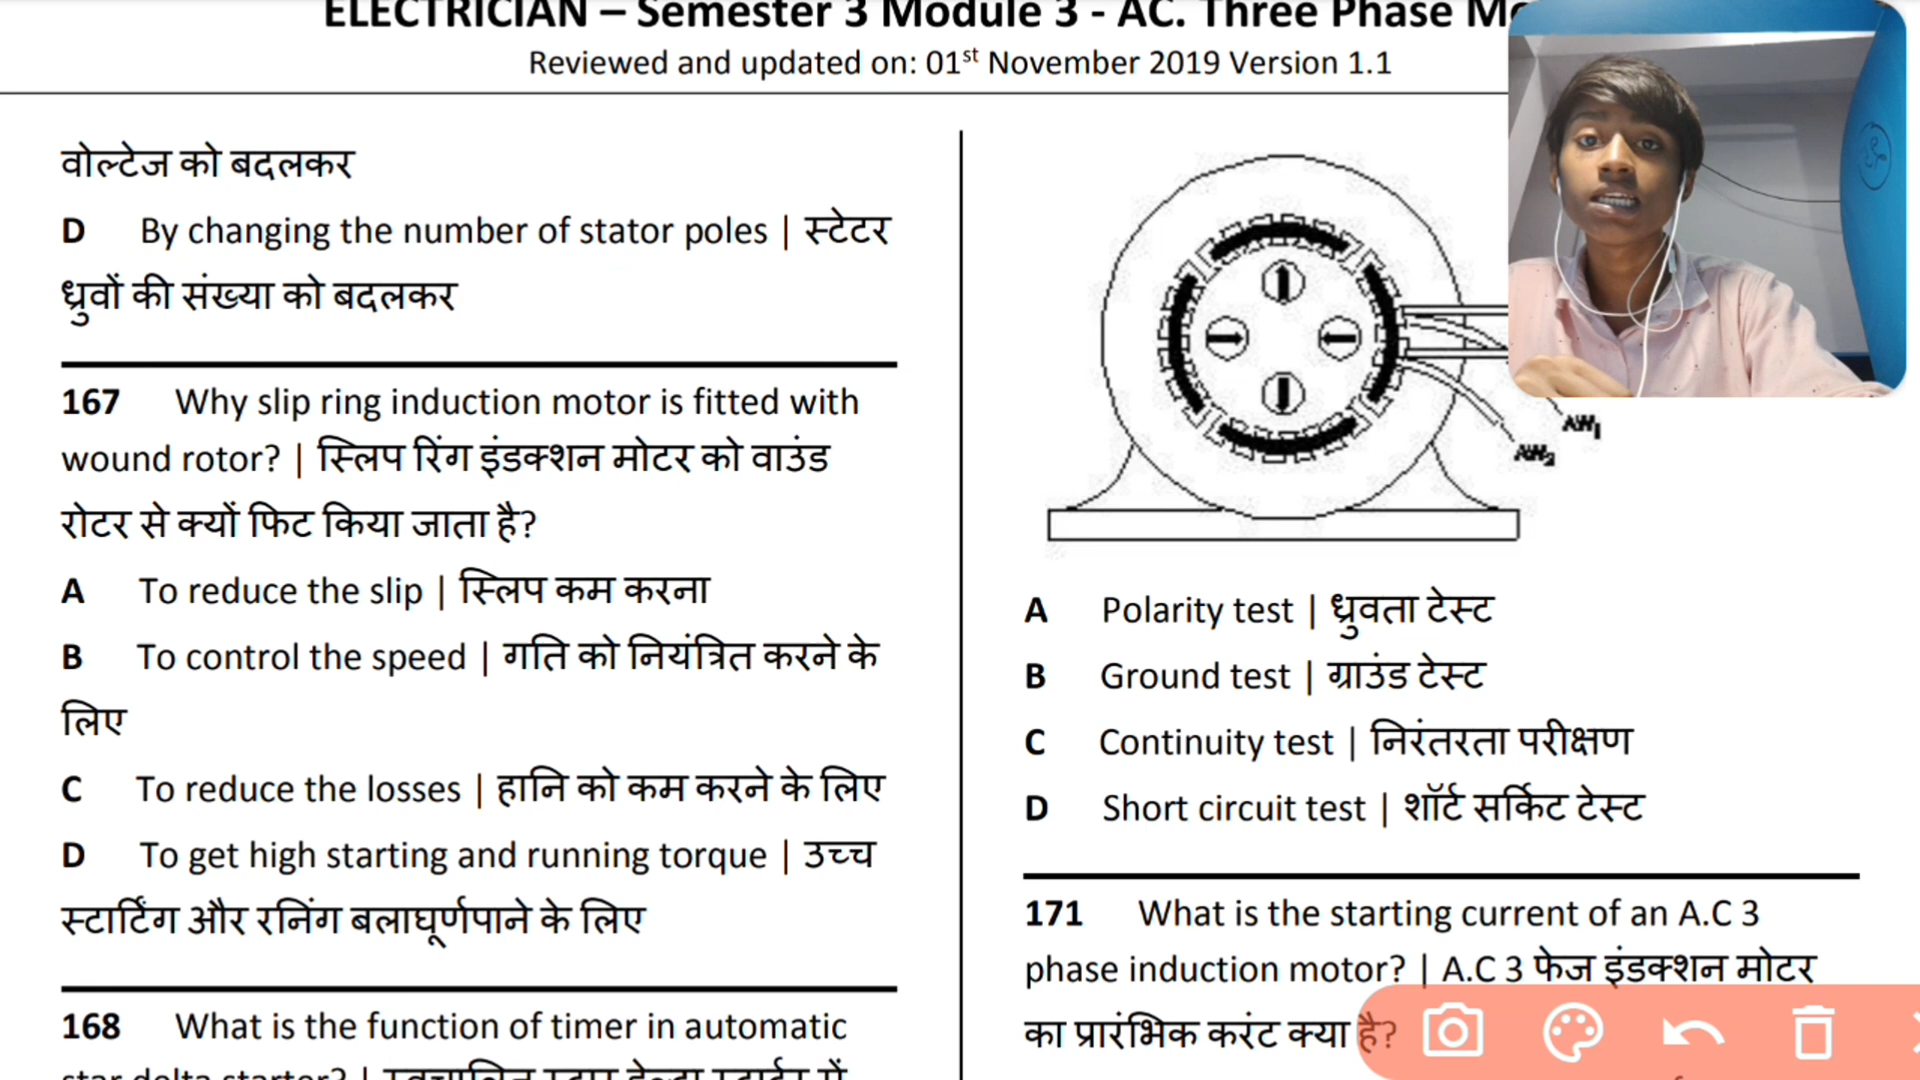 ELECTRICIAN – Semester 3 Module 3 - AC. Three Phase
Reviewed and updated on: 01st November 2019 Version 1.1
वोल्टेज को बदलकर
D By changing the number of stator poles | स्टेटर
ध्रुवों की संख्या को बदलकर
167 Why slip ring induction motor is fitted with
wound rotor? | स्लिप रिंग इंडक्शन मोटर को वाउंड
रोटर से क्यों फिट किया जाता है?
A To reduce the slip | स्लिप कम करना
B To control the speed | गति को नियंत्रित करने के
लिए
C To reduce the losses | हानि को कम करने के लिए
D To get high starting and running torque | उच्च
स्टार्टिंग और रनिंग बलाघूर्णपाने के लिए
168 What is the function of timer in automatic
star delta starter? | स्वचालित स्टार डेल्टा स्टार्टर में
AW1
AW2
A Polarity test | ध्रुवता टेस्ट
B Ground test | ग्राउंड टेस्ट
C Continuity test | निरंतरता परीक्षण
D Short circuit test | शॉर्ट सर्किट टेस्ट
171 What is the starting current of an A.C 3
phase induction motor? | A.C 3 फेज इंडक्शन मोटर
का प्रारंभिक करंट क्या है?